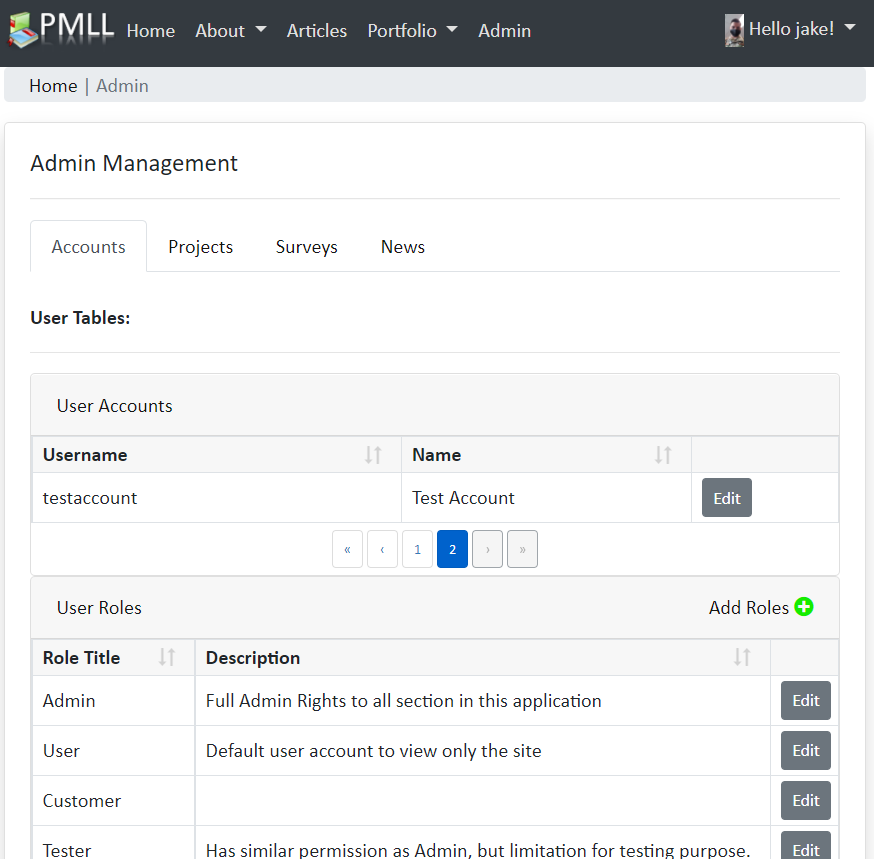 PMLL Home About Articles Portfolio Admin Hello jake!
Home | Admin
Admin Management
Accounts Projects Surveys News
User Tables:
User Accounts
Username Name
testaccount Test Account Edit
« ‹ 1 2 › »
User Roles Add Roles
Role Title Description
Admin Full Admin Rights to all section in this application Edit
User Default user account to view only the site Edit
Customer Edit
Tester Has similar permission as Admin, but limitation for testing purpose. Edit